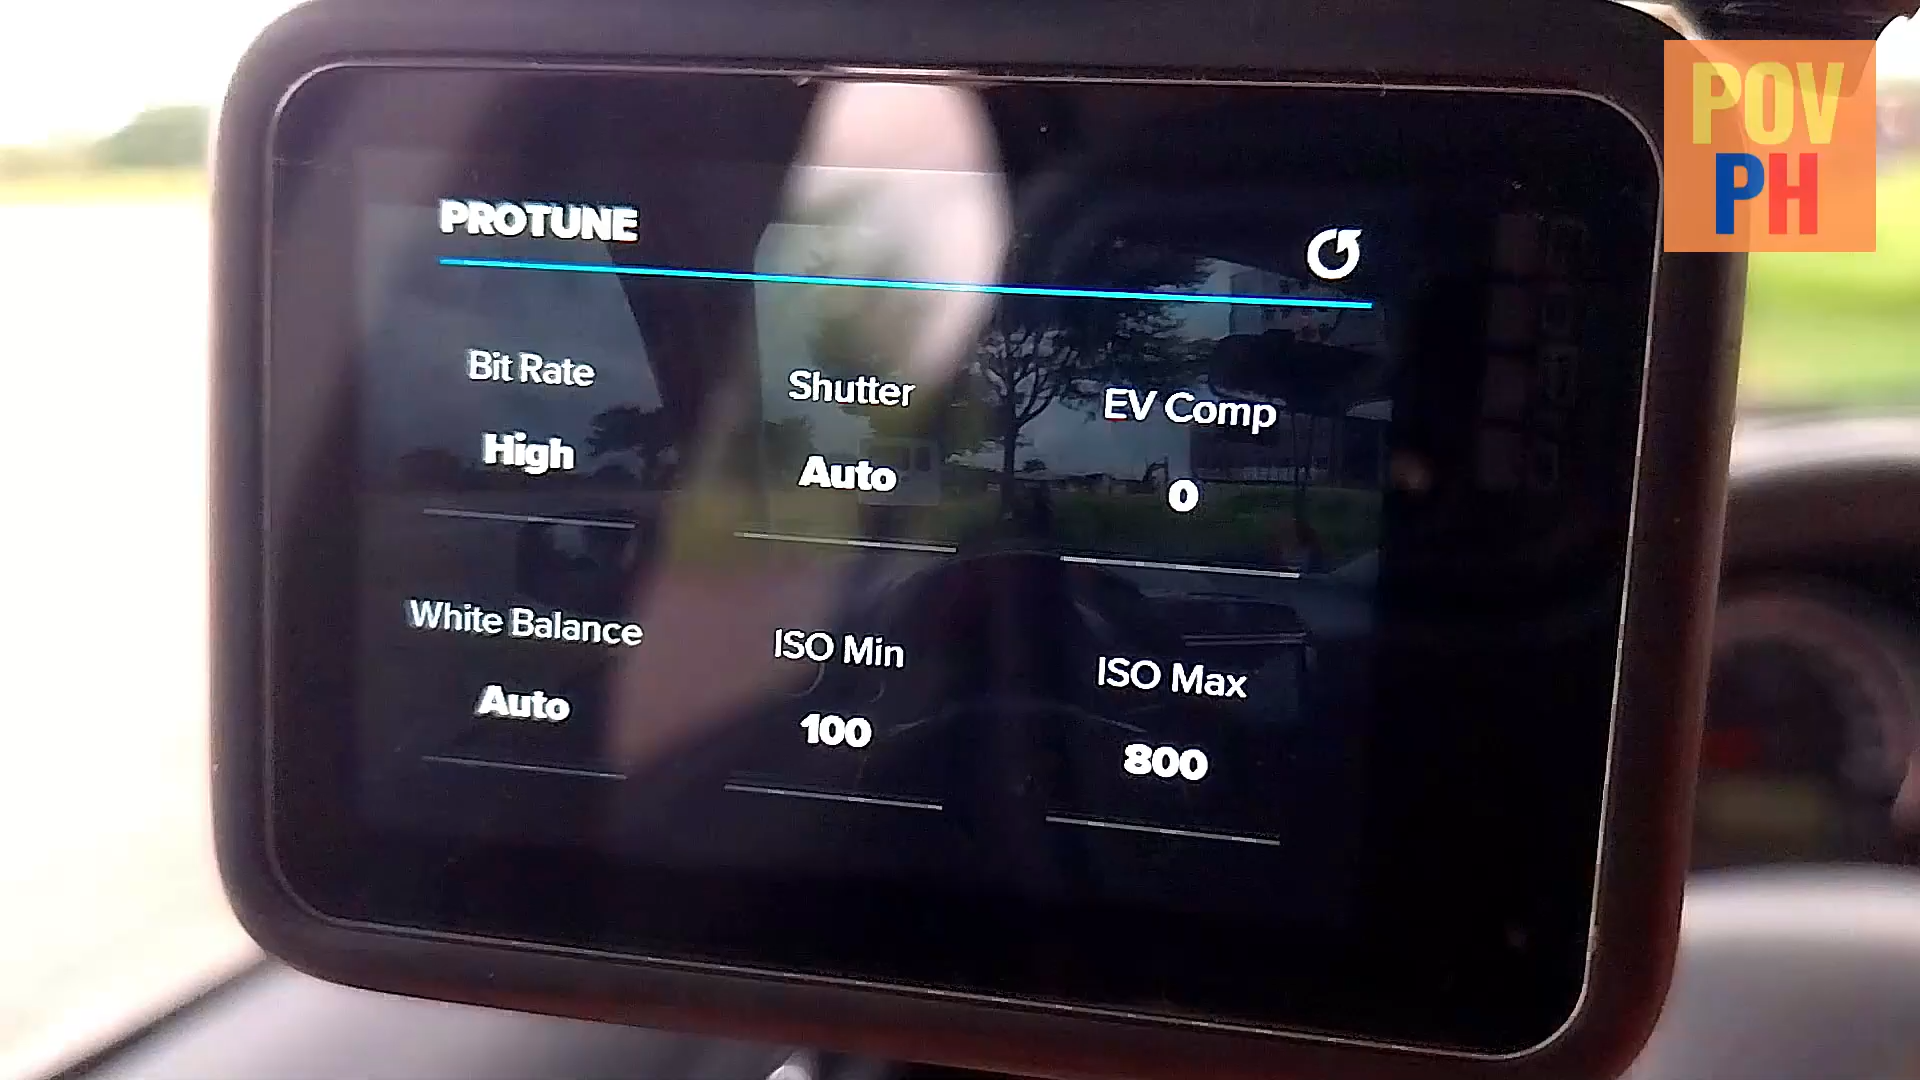 POV
PH
PROTUNE
Bit Rate
High
Shutter
Auto
EV Comp
0
White Balance
Auto
ISO Min
100
ISO Max
800